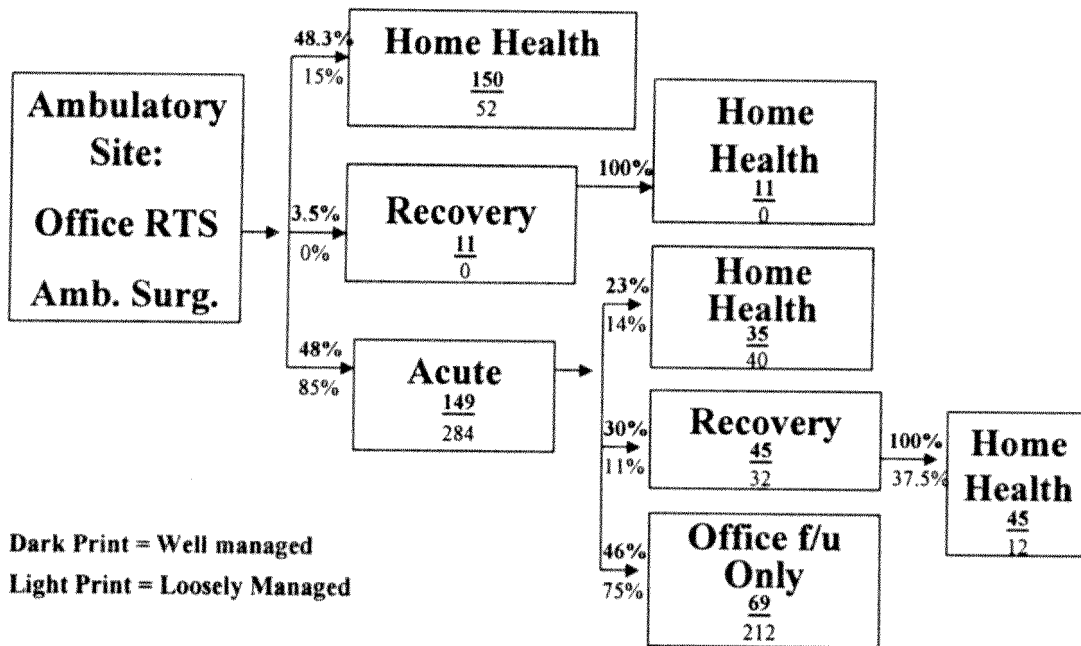 Ambulatory
Site:
Office RTS
Amb. Surg.
48.3%
15%
Home Health
150
52
3.5%
0%
Recovery
11
0
100%
Home
Health
11
0
48%
85%
Acute
149
284
23%
14%
Home
Health
35
40
30%
11%
Recovery
45
32
100%
37.5%
Home
Health
45
12
46%
75%
Office f/u
Only
69
212
Dark Print = Well managed
Light Print = Loosely Managed